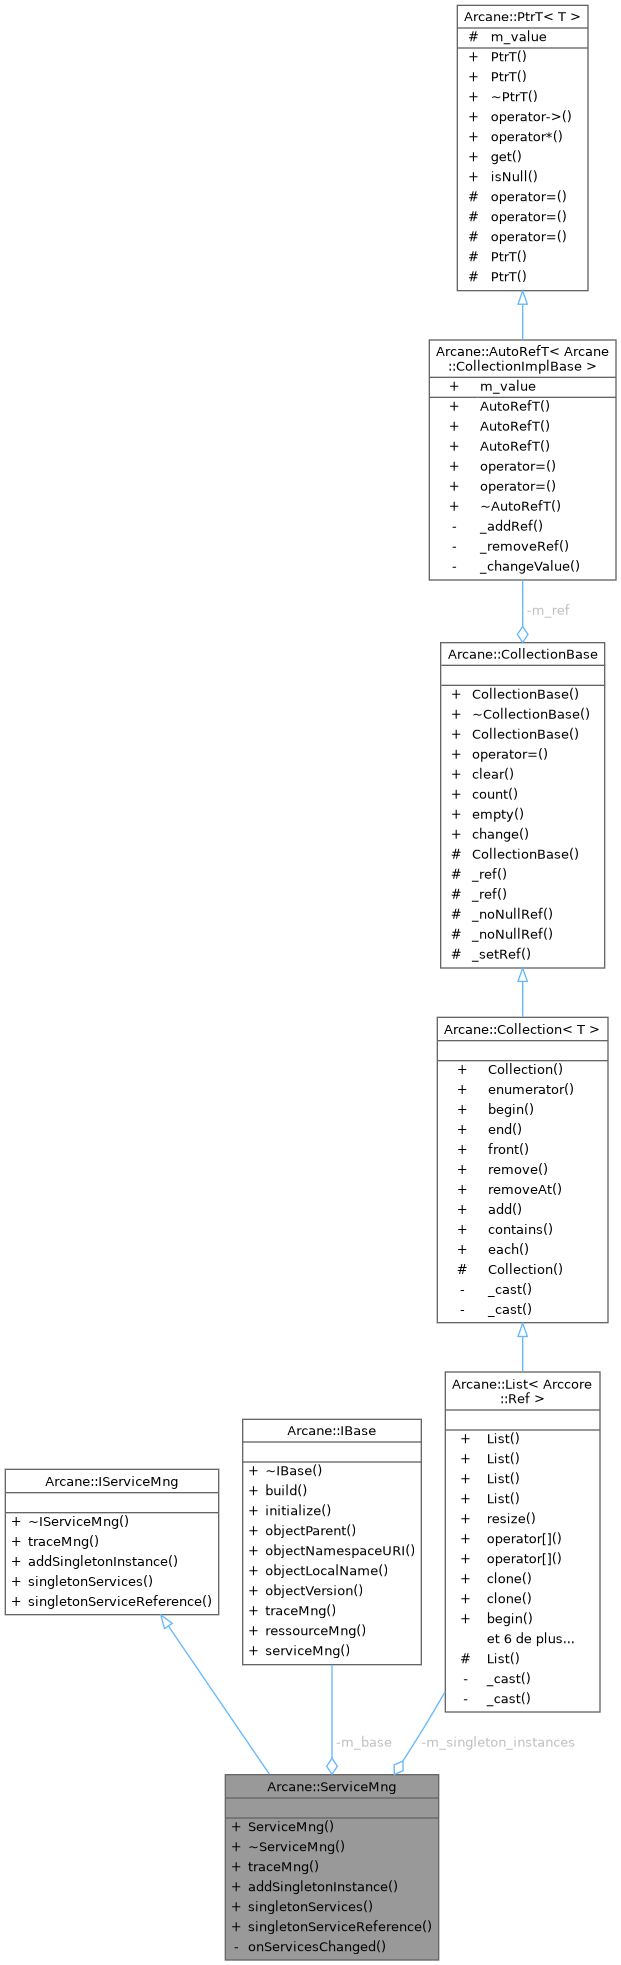 Arcane::PtrT< T >
# m_value
+ PtrT()
+ PtrT()
+ ~PtrT()
+ operator->()
+ operator*()
+ get()
+ isNull()
# operator=()
# operator=()
# operator=()
# PtrT()
# PtrT()
Arcane::AutoRefT< Arcane
::CollectionImplBase >
+ m_value
+ AutoRefT()
+ AutoRefT()
+ AutoRefT()
+ operator=()
+ operator=()
+ ~AutoRefT()
- _addRef()
- _removeRef()
- _changeValue()
-m_ref
Arcane::CollectionBase
+ CollectionBase()
+ ~CollectionBase()
+ CollectionBase()
+ operator=()
+ clear()
+ count()
+ empty()
+ change()
# CollectionBase()
# _ref()
# _ref()
# _noNullRef()
# _noNullRef()
# _setRef()
Arcane::Collection< T >
+ Collection()
+ enumerator()
+ begin()
+ end()
+ front()
+ remove()
+ removeAt()
+ add()
+ contains()
+ each()
# Collection()
- _cast()
- _cast()
Arcane::List< Arccore
::Ref >
+ List()
+ List()
+ List()
+ List()
+ resize()
+ operator[]()
+ operator[]()
+ clone()
+ clone()
+ begin()
et 6 de plus...
# List()
- _cast()
- _cast()
Arcane::IBase
+ ~IBase()
+ build()
+ initialize()
+ objectParent()
+ objectNamespaceURI()
+ objectLocalName()
+ objectVersion()
+ traceMng()
+ ressourceMng()
+ serviceMng()
Arcane::IServiceMng
+ ~IServiceMng()
+ traceMng()
+ addSingletonInstance()
+ singletonServices()
+ singletonServiceReference()
-m_base
-m_singleton_instances
Arcane::ServiceMng
+ ServiceMng()
+ ~ServiceMng()
+ traceMng()
+ addSingletonInstance()
+ singletonServices()
+ singletonServiceReference()
- onServicesChanged()